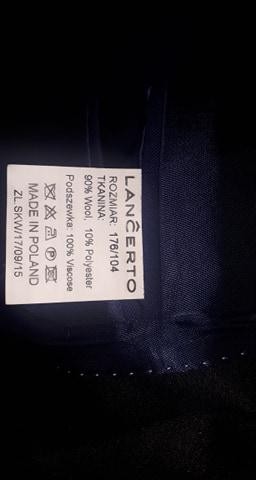 LANCERTO
ROZMIAR: 176/104
TKANINA:
90% Wool, 10% Polyester
Podszewka: 100% Viscose
MADE IN POLAND
ZL SKW/17/09/15